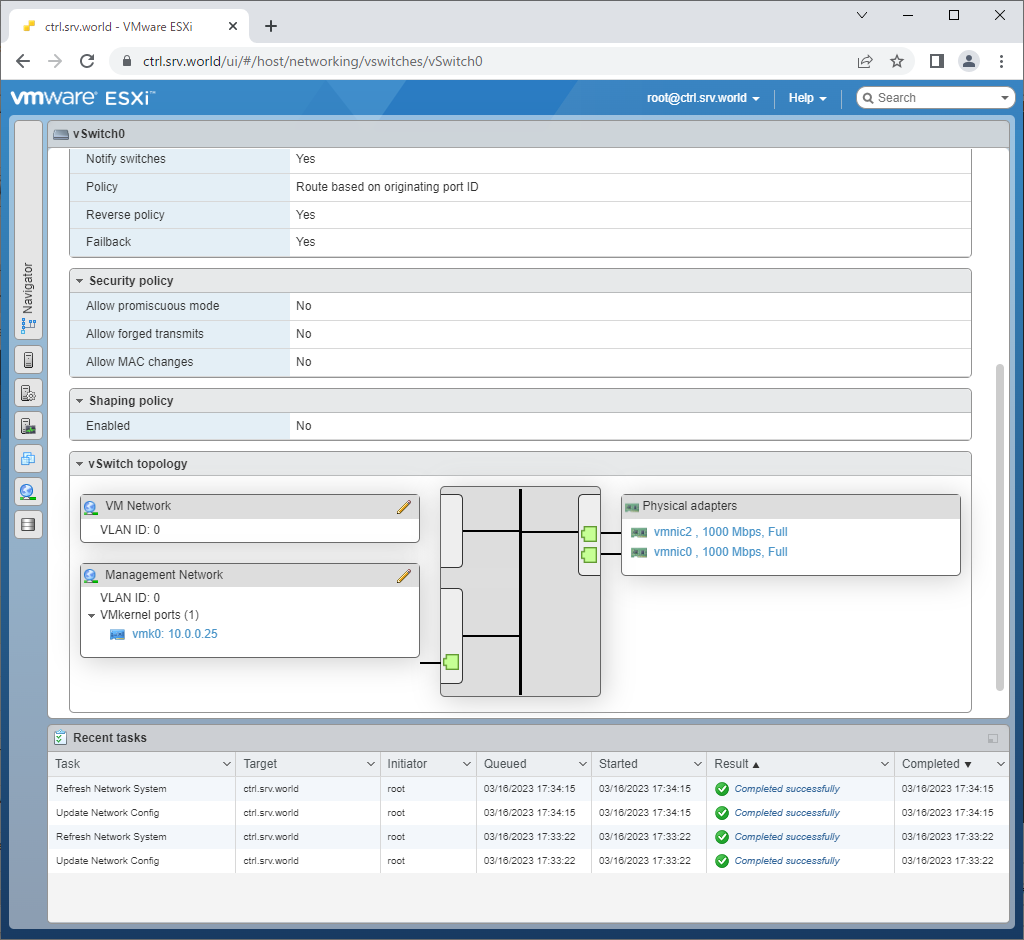 ctrl.srv.world - VMware ESXi
ctrl.srv.world/ui/#/host/networking/vswitches/vSwitch0
vmware ESXi™
root@ctrl.srv.world
Help
Search
Navigator
vSwitch0
Notify switches Yes
Policy Route based on originating port ID
Reverse policy Yes
Failback Yes
Security policy
Allow promiscuous mode No
Allow forged transmits No
Allow MAC changes No
Shaping policy
Enabled No
vSwitch topology
VM Network
VLAN ID: 0
Management Network
VLAN ID: 0
VMkernel ports (1)
vmk0: 10.0.0.25
Physical adapters
vmnic2 , 1000 Mbps, Full
vmnic0 , 1000 Mbps, Full
Recent tasks
Task Target Initiator Queued Started Result Completed
Refresh Network System ctrl.srv.world root 03/16/2023 17:34:15 03/16/2023 17:34:15 Completed successfully 03/16/2023 17:34:15
Update Network Config ctrl.srv.world root 03/16/2023 17:34:15 03/16/2023 17:34:15 Completed successfully 03/16/2023 17:34:15
Refresh Network System ctrl.srv.world root 03/16/2023 17:33:22 03/16/2023 17:33:22 Completed successfully 03/16/2023 17:33:22
Update Network Config ctrl.srv.world root 03/16/2023 17:33:22 03/16/2023 17:33:22 Completed successfully 03/16/2023 17:33:22